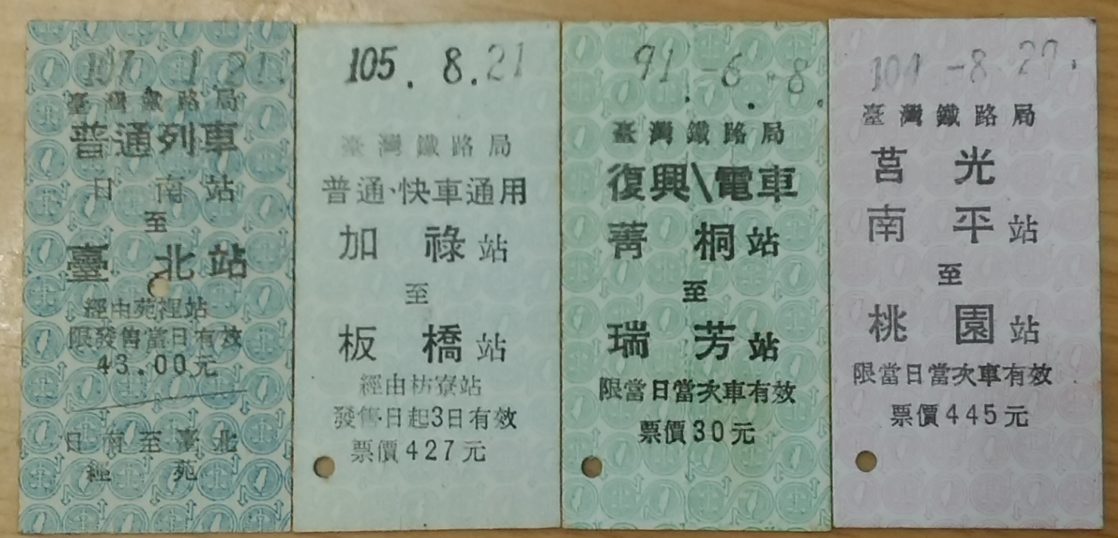 臺灣鐵路局
普通列車
日南站
至
臺北站
經由苑裡站
限發售當日有效
43.00元
日南至臺北
經 苑
105.8.21
臺灣鐵路局
普通、快車通用
加祿站
至
板橋站
經由枋寮站
發售日起3日有效
票價427元
91.-6.-8.
臺灣鐵路局
復興\電車
菁桐站
至
瑞芳站
限當日當次車有效
票價30元
臺灣鐵路局
莒光
南平站
至
桃園站
限當日當次車有效
票價445元